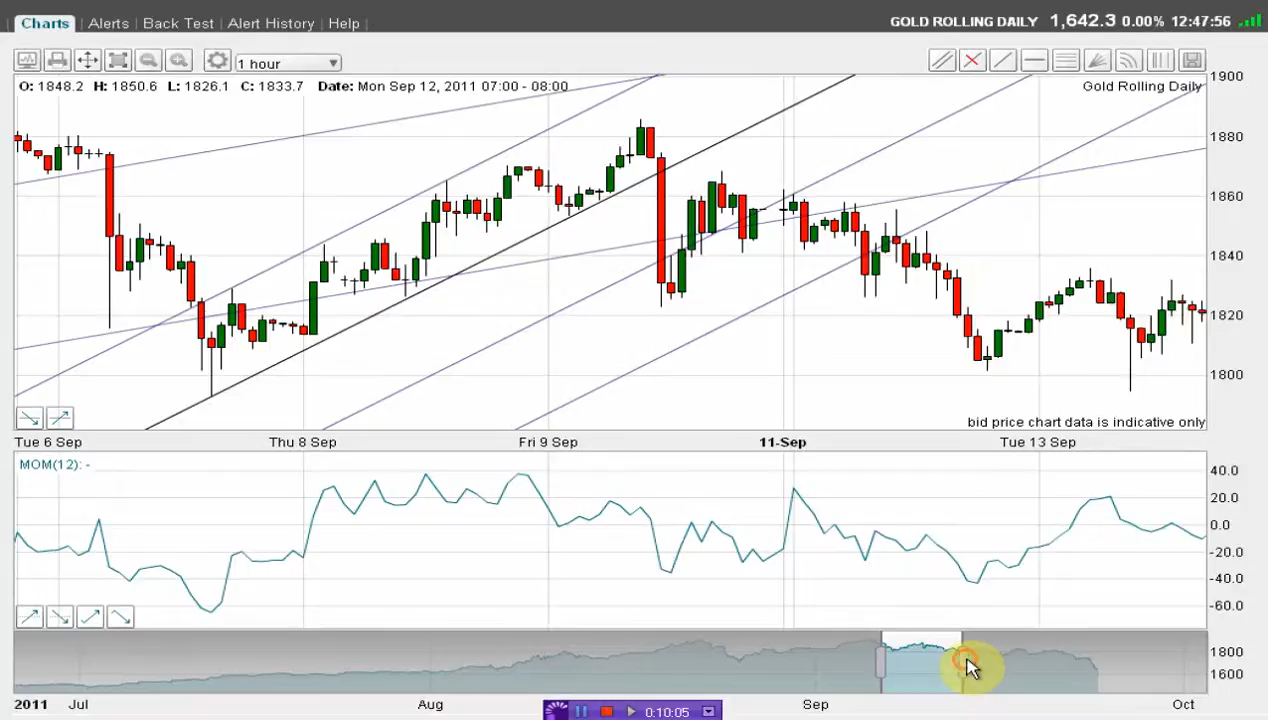 Charts Alerts Back Test Alert History Help GOLD ROLLING DAILY 1,642.3 0.00% 12:47:56
1 hour
O: 1848.2 H: 1850.6 L: 1826.1 C: 1833.7 Date: Mon Sep 12, 2011 07:00 - 08:00 Gold Rolling Daily
1900
1880
1860
1840
1820
1800
bid price chart data is indicative only
Tue 6 Sep Thu 8 Sep Fri 9 Sep 11-Sep Tue 13 Sep
MOM(12): -
40.0
20.0
0.0
-20.0
-40.0
-60.0
1800
1600
2011 Jul Aug Sep Oct
0:10:05